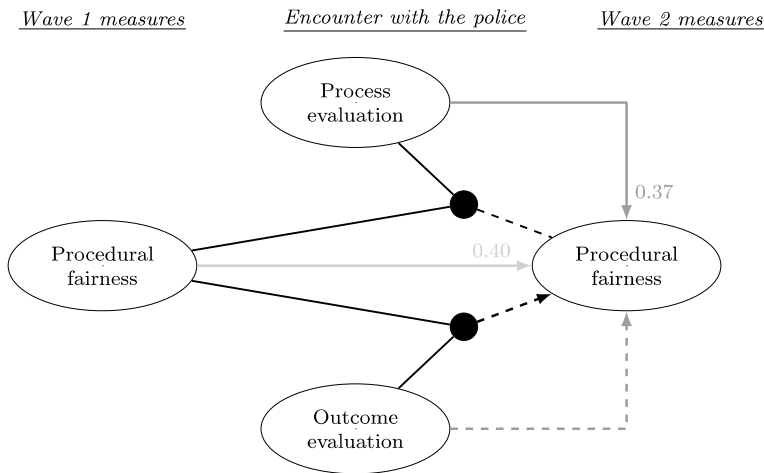 Wave 1 measures
Encounter with the police
Wave 2 measures
Process
evaluation
0.37
Procedural
fairness
0.40
Procedural
fairness
Outcome
evaluation